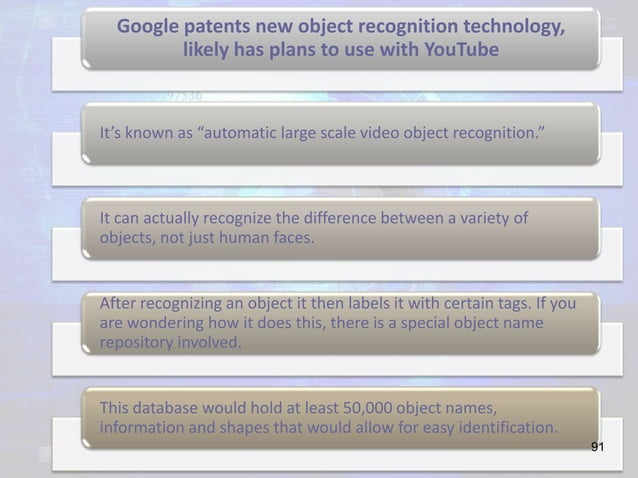 Google patents new object recognition technology,
likely has plans to use with YouTube
It’s known as “automatic large scale video object recognition.”
It can actually recognize the difference between a variety of
objects, not just human faces.
After recognizing an object it then labels it with certain tags. If you
are wondering how it does this, there is a special object name
repository involved.
This database would hold at least 50,000 object names,
information and shapes that would allow for easy identification.
91